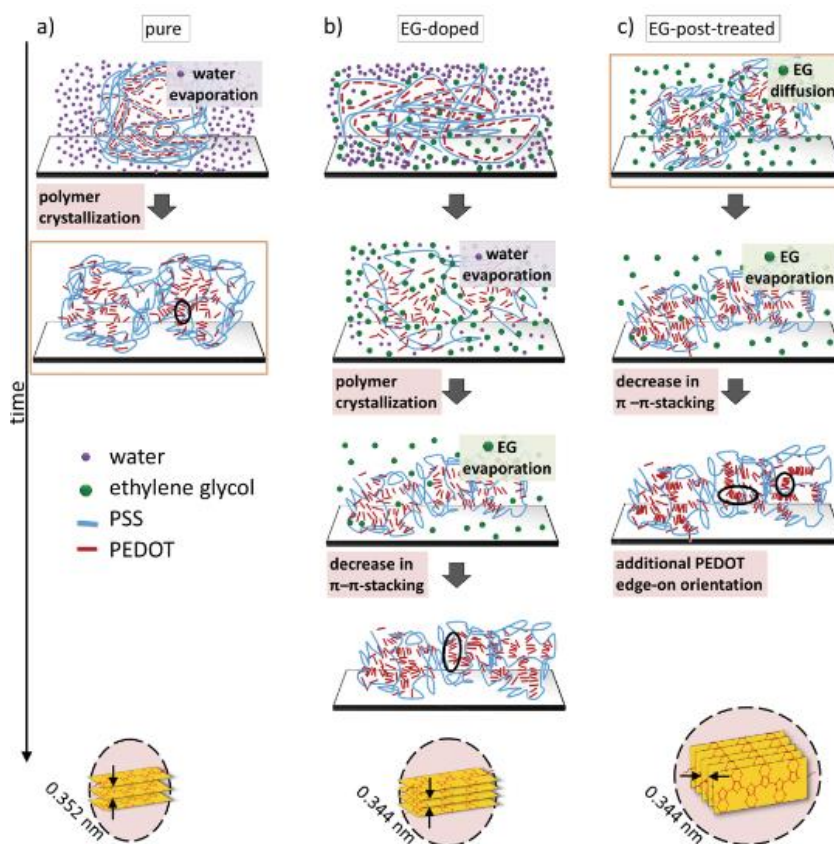 a)
pure
water
evaporation
polymer
crystallization
b)
EG-doped
water
evaporation
polymer
crystallization
EG
evaporation
decrease in
π–π-stacking
c)
EG-post-treated
EG
diffusion
EG
evaporation
decrease in
π –π-stacking
additional PEDOT
edge-on orientation
time
water
ethylene glycol
PSS
PEDOT
0.352 nm
0.344 nm
0.344 nm